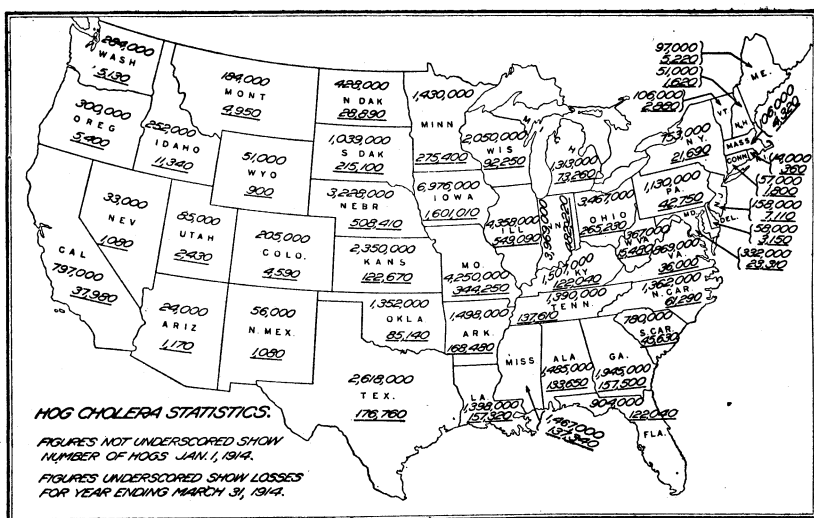 284,000
WASH
5,130
300,000
OREG
5,400
252,000
IDAHO
11,340
184,000
MONT
4,950
51,000
WYO
900
33,000
NEV
1,080
85,000
UTAH
2,430
205,000
COLO.
4,590
CAL
797,000
37,980
24,000
ARIZ
1,170
56,000
N. MEX.
1,080
428,000
N DAK
28,890
1,039,000
S DAK
215,100
3,228,000
NEBR
508,410
2,350,000
KANS
122,670
1,352,000
OKLA
85,140
2,618,000
TEX.
176,760
1,430,000
MINN
275,400
6,976,000
IOWA
1,601,010
MO.
4,250,000
344,250
1,498,000
ARK.
168,480
LA.
1,398,000
157,320
2,050,000
WIS
92,250
4,358,000
ILL
549,090
1,313,000
73,260
3,969,000
IND
3,467,000
OHIO
265,230
1,507,000
KY
122,040
1,390,000
TENN.
137,610
MISS
1,467,000
ALA
1,485,000
133,650
GA.
1,945,000
157,500
904,000
122,040
FLA.
780,000
S.CAR.
45,630
1,362,000
N.CAR.
61,290
869,000
VA.
36,000
367,000
W VA
5,450
1,130,000
PA.
42,750
753,000
N.Y.
21,690
97,000
5,220
51,000
1,620
106,000
2,880
ME.
VT
N.H.
MASS
CONN
14,000
360
57,000
1,800
158,000
7,110
58,000
3,150
332,000
23,310
MD.
DEL.
HOG CHOLERA STATISTICS.
FIGURES NOT UNDERSCORED SHOW
NUMBER OF HOGS JAN. 1, 1914.
FIGURES UNDERSCORED SHOW LOSSES
FOR YEAR ENDING MARCH 31, 1914.